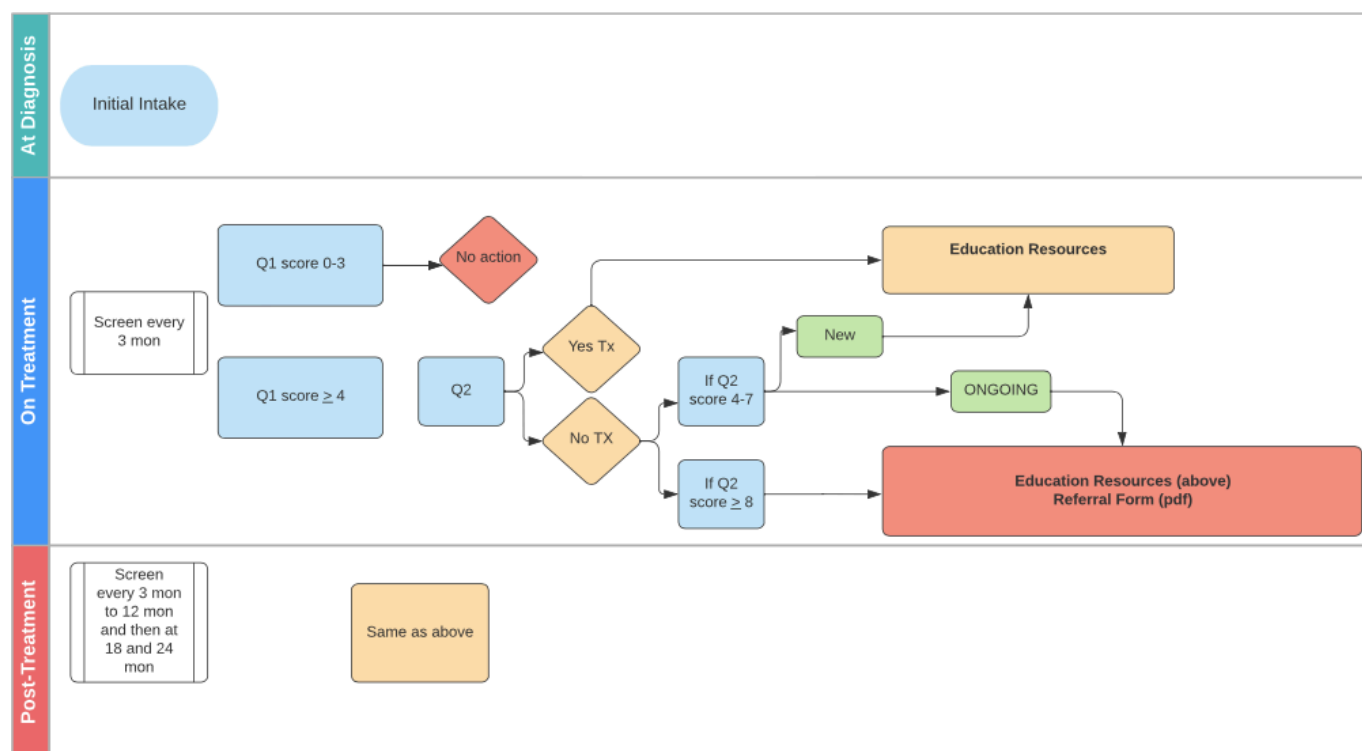 At Diagnosis
Initial Intake
On Treatment
Screen every
3 mon
Q1 score 0-3
No action
Q1 score ≥ 4
Q2
Yes Tx
No TX
If Q2
score 4-7
If Q2
score ≥ 8
New
ONGOING
Education Resources
Education Resources (above)
Referral Form (pdf)
Post-Treatment
Screen
every 3 mon
to 12 mon
and then at
18 and 24
mon
Same as above